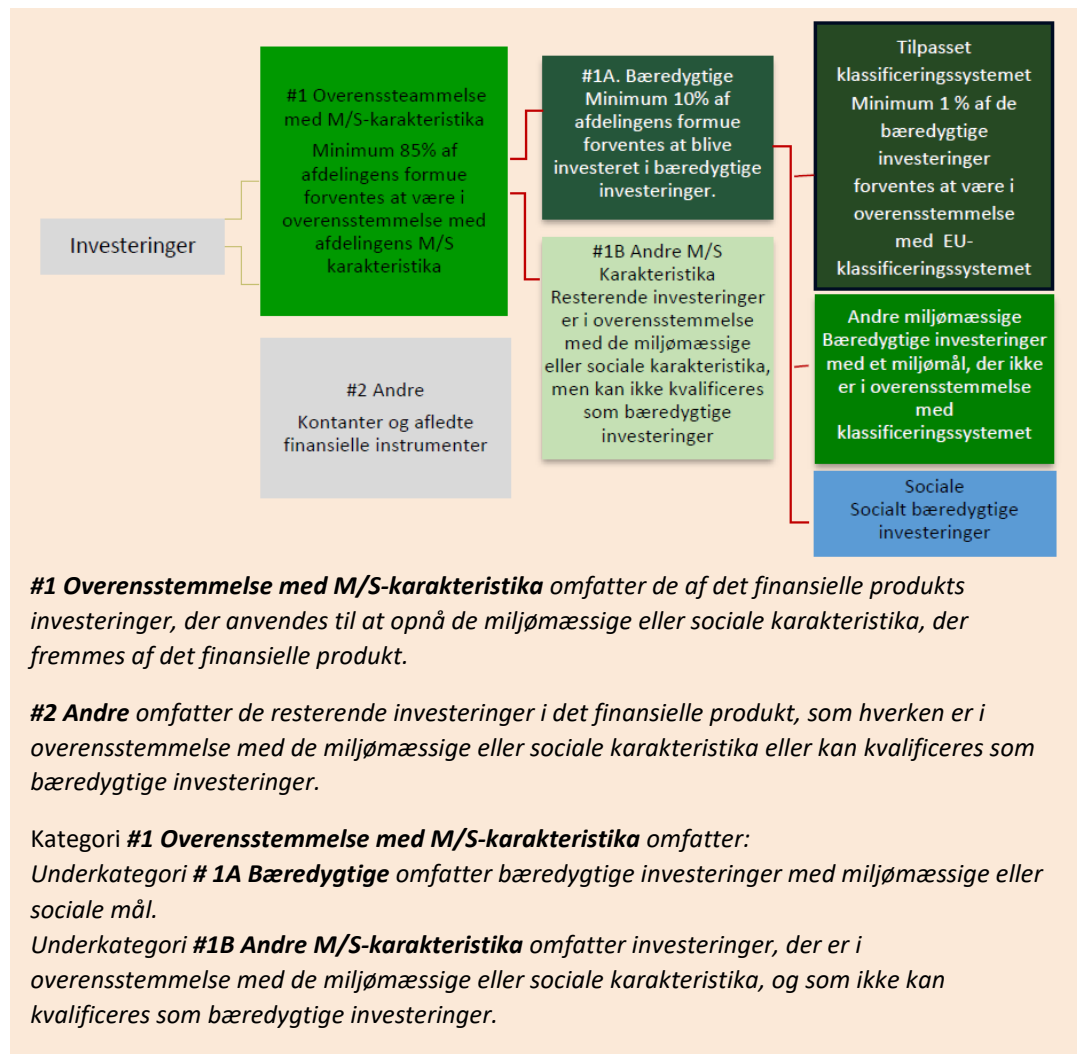 Investeringer
#1 Overenssteammelse
med M/S-karakteristika
Minimum 85% af
afdelingens formue
forventes at være i
overensstemmelse med
afdelingens M/S
karakteristika
#2 Andre
Kontanter og afledte
finansielle instrumenter
#1A. Bæredygtige
Minimum 10% af
afdelingens formue
forventes at blive
investeret i bæredygtige
investeringer.
#1B Andre M/S
Karakteristika
Resterende investeringer
er i overensstemmelse
med de miljømæssige
eller sociale karakteristika,
men kan ikke kvalificeres
som bæredygtige
investeringer
Tilpasset
klassificeringssystemet
Minimum 1 % af de
bæredygtige
investeringer
forventes at være i
overensstemmelse
med EU-
klassificeringssystemet
Andre miljømæssige
Bæredygtige investeringer
med et miljømål, der ikke
er i overensstemmelse
med
klassificeringssystemet
Sociale
Socialt bæredygtige
investeringer
#1 Overensstemmelse med M/S-karakteristika omfatter de af det finansielle produkts
investeringer, der anvendes til at opnå de miljømæssige eller sociale karakteristika, der
fremmes af det finansielle produkt.
#2 Andre omfatter de resterende investeringer i det finansielle produkt, som hverken er i
overensstemmelse med de miljømæssige eller sociale karakteristika eller kan kvalificeres som
bæredygtige investeringer.
Kategori #1 Overensstemmelse med M/S-karakteristika omfatter:
Underkategori # 1A Bæredygtige omfatter bæredygtige investeringer med miljømæssige eller
sociale mål.
Underkategori #1B Andre M/S-karakteristika omfatter investeringer, der er i
overensstemmelse med de miljømæssige eller sociale karakteristika, og som ikke kan
kvalificeres som bæredygtige investeringer.